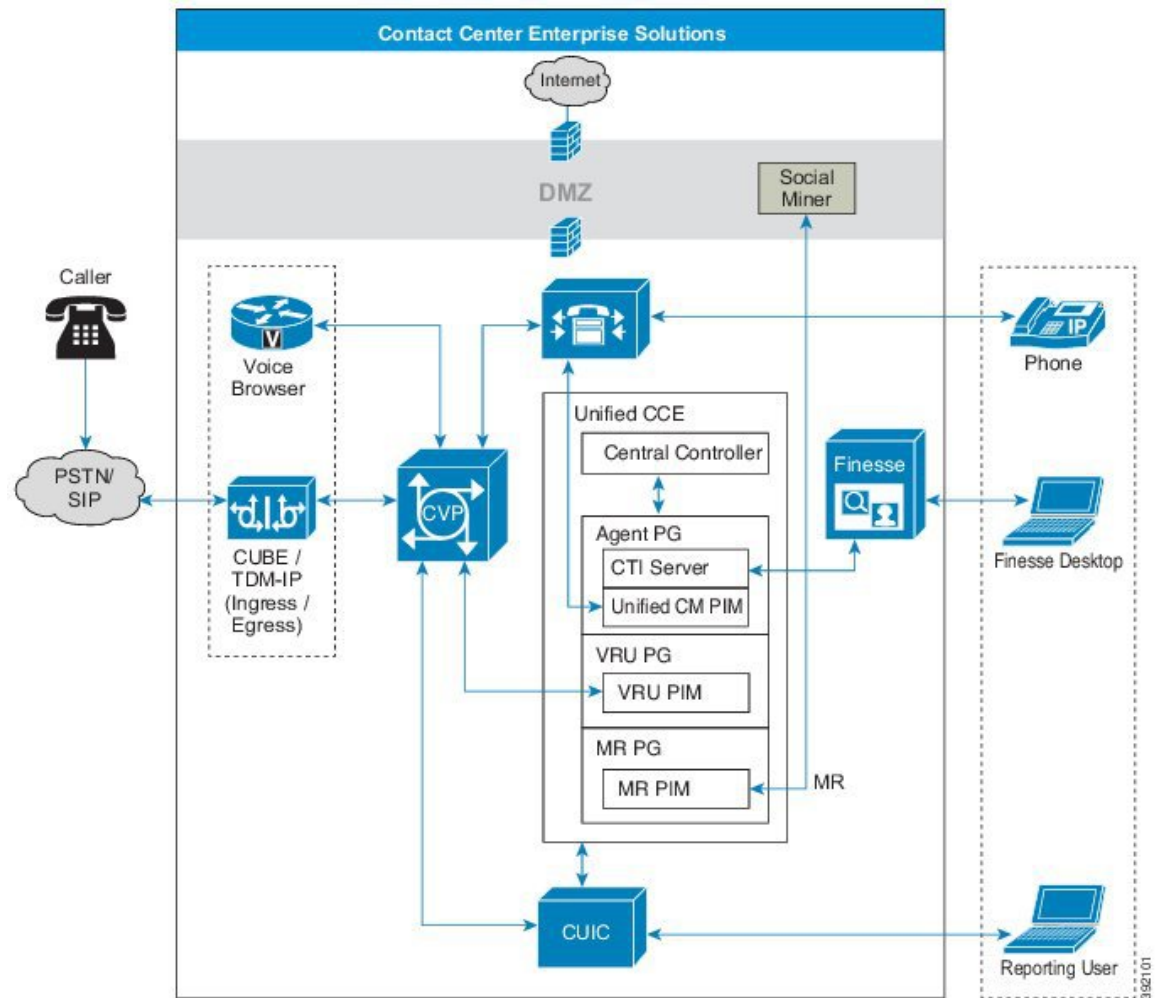 Contact Center Enterprise Solutions
Internet
DMZ
Social
Miner
Caller
Voice
Browser
V
IP
Phone
PSTN/
SIP
CUBE /
TDM-IP
(Ingress /
Egress)
CVP
Unified CCE
Central Controller
Agent PG
CTI Server
Unified CM PIM
VRU PG
VRU PIM
MR PG
MR PIM
MR
Finesse
Finesse Desktop
CUIC
Reporting User
392101